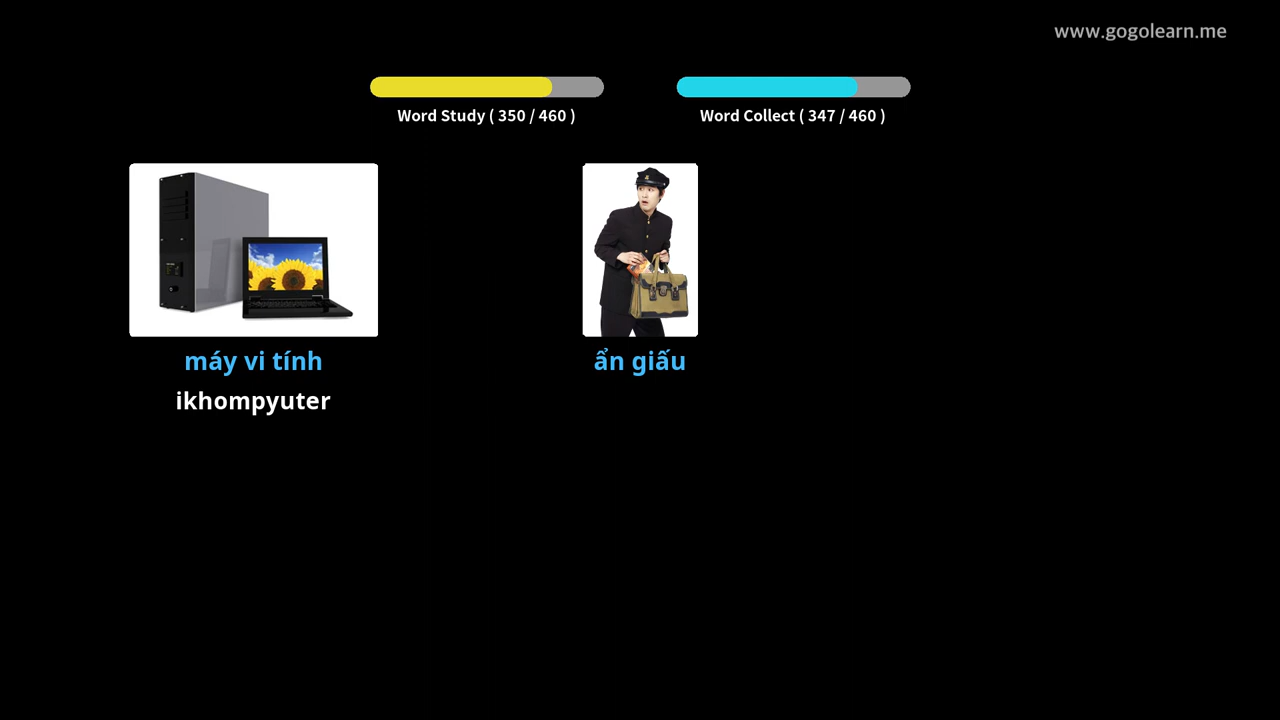 www.gogolearn.me
Word Study ( 350 / 460 )
Word Collect ( 347 / 460 )
máy vi tính
ikhompyuter
ẩn giấu